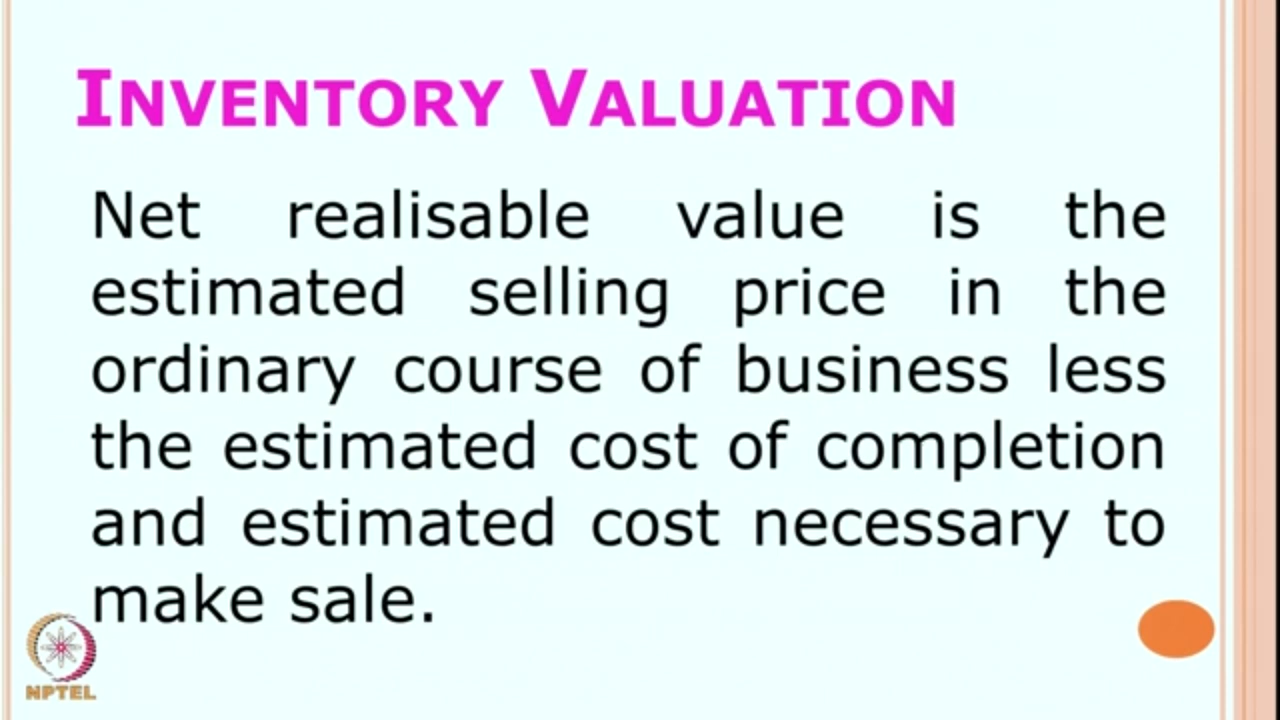 INVENTORY VALUATION
Net realisable value is the
estimated selling price in the
ordinary course of business less
the estimated cost of completion
and estimated cost necessary to
make sale.
NPTEL